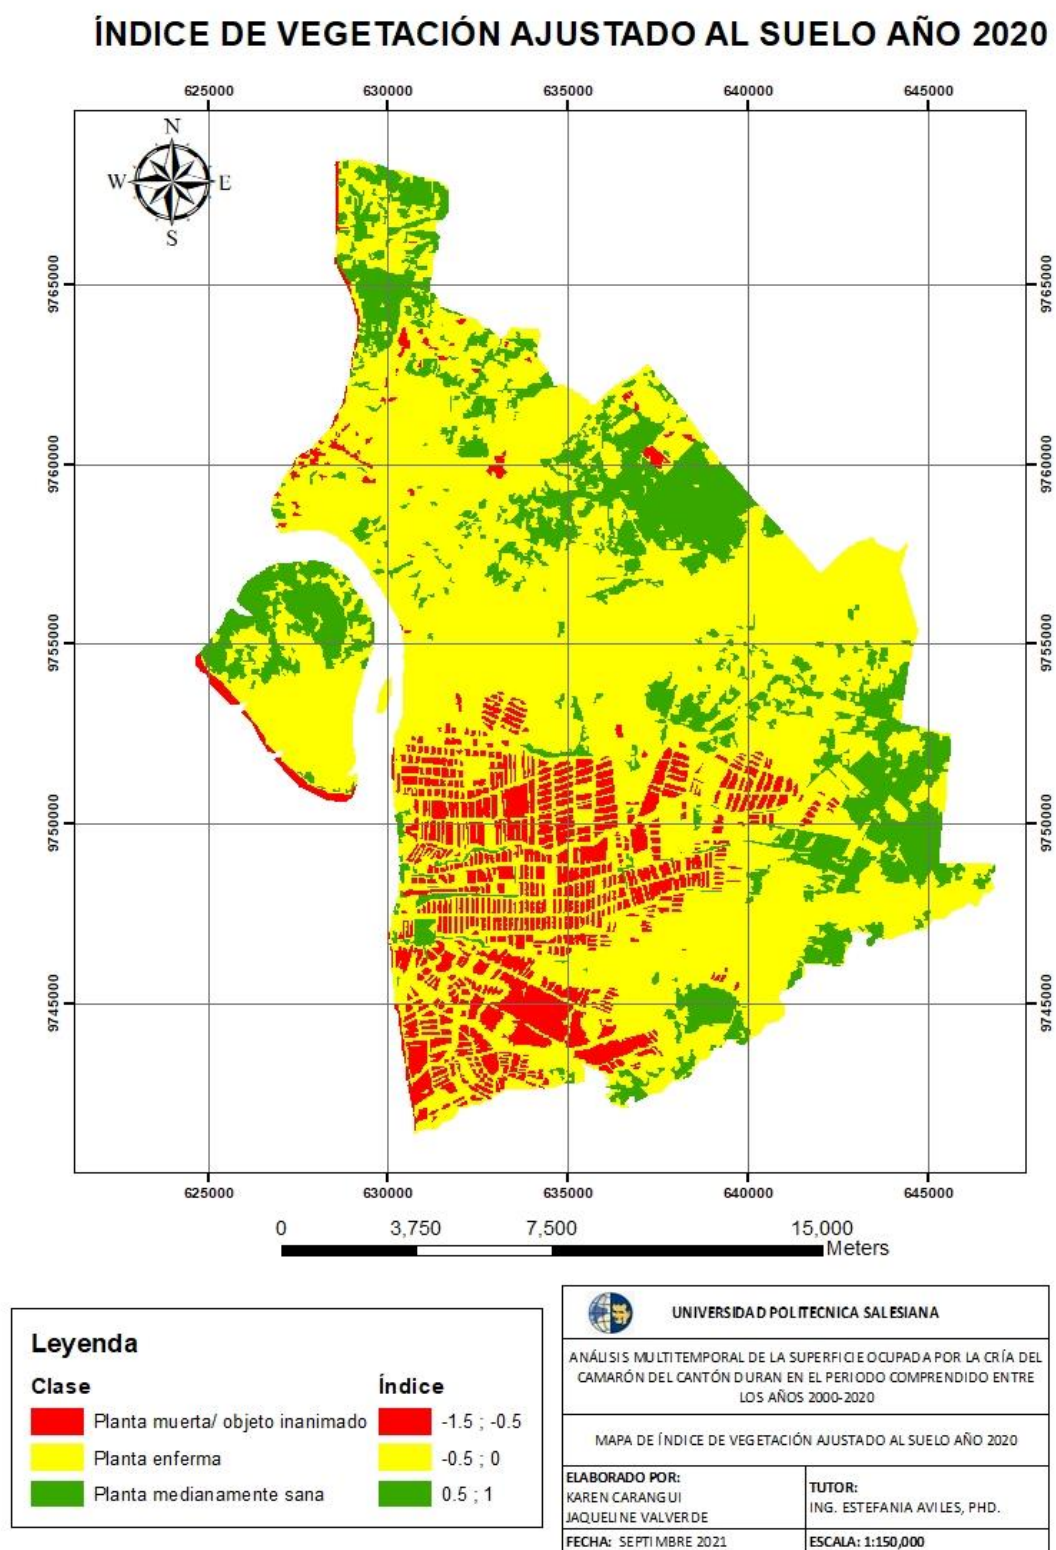 ÍNDICE DE VEGETACIÓN AJUSTADO AL SUELO AÑO 2020
625000 630000 635000 640000 645000
N
W E
S
9765000 9765000
9760000 9760000
9755000 9755000
9750000 9750000
9745000 9745000
625000 630000 635000 640000 645000
0 3,750 7,500 15,000
Meters
Leyenda
Clase Índice
Planta muerta/ objeto inanimado -1.5 ; -0.5
Planta enferma -0.5 ; 0
Planta medianamente sana 0.5 ; 1
UNIVERSIDAD POLITECNICA SALESIANA
ANÁLISIS MULTITEMPORAL DE LA SUPERFICIE OCUPADA POR LA CRÍA DEL
CAMARÓN DEL CANTÓN DURAN EN EL PERIODO COMPRENDIDO ENTRE
LOS AÑOS 2000-2020
MAPA DE ÍNDICE DE VEGETACIÓN AJUSTADO AL SUELO AÑO 2020
ELABORADO POR:
KAREN CARANGUI
JAQUELINE VALVERDE
TUTOR:
ING. ESTEFANIA AVILES, PHD.
FECHA: SEPTIMBRE 2021
ESCALA: 1:150,000